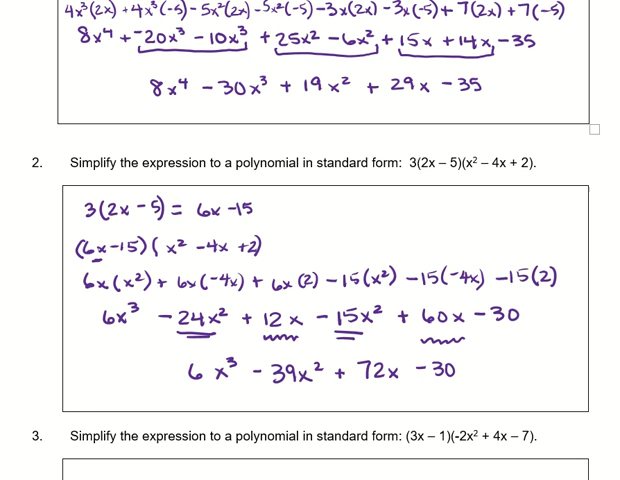 4x³(2x) + 4x³(-5) - 5x²(2x) - 5x²(-5) - 3x(2x) - 3x(-5) + 7(2x) + 7(-5)
8x⁴ + -20x³ - 10x³ + 25x² - 6x² + 15x + 14x - 35
8x⁴ - 30x³ + 19x² + 29x - 35
2. Simplify the expression to a polynomial in standard form: 3(2x – 5)(x² – 4x + 2).
3(2x - 5) = 6x - 15
(6x - 15)(x² - 4x + 2)
6x(x²) + 6x(-4x) + 6x(2) - 15(x²) - 15(-4x) - 15(2)
6x³ - 24x² + 12x - 15x² + 60x - 30
6x³ - 39x² + 72x - 30
3. Simplify the expression to a polynomial in standard form: (3x – 1)(-2x² + 4x – 7).